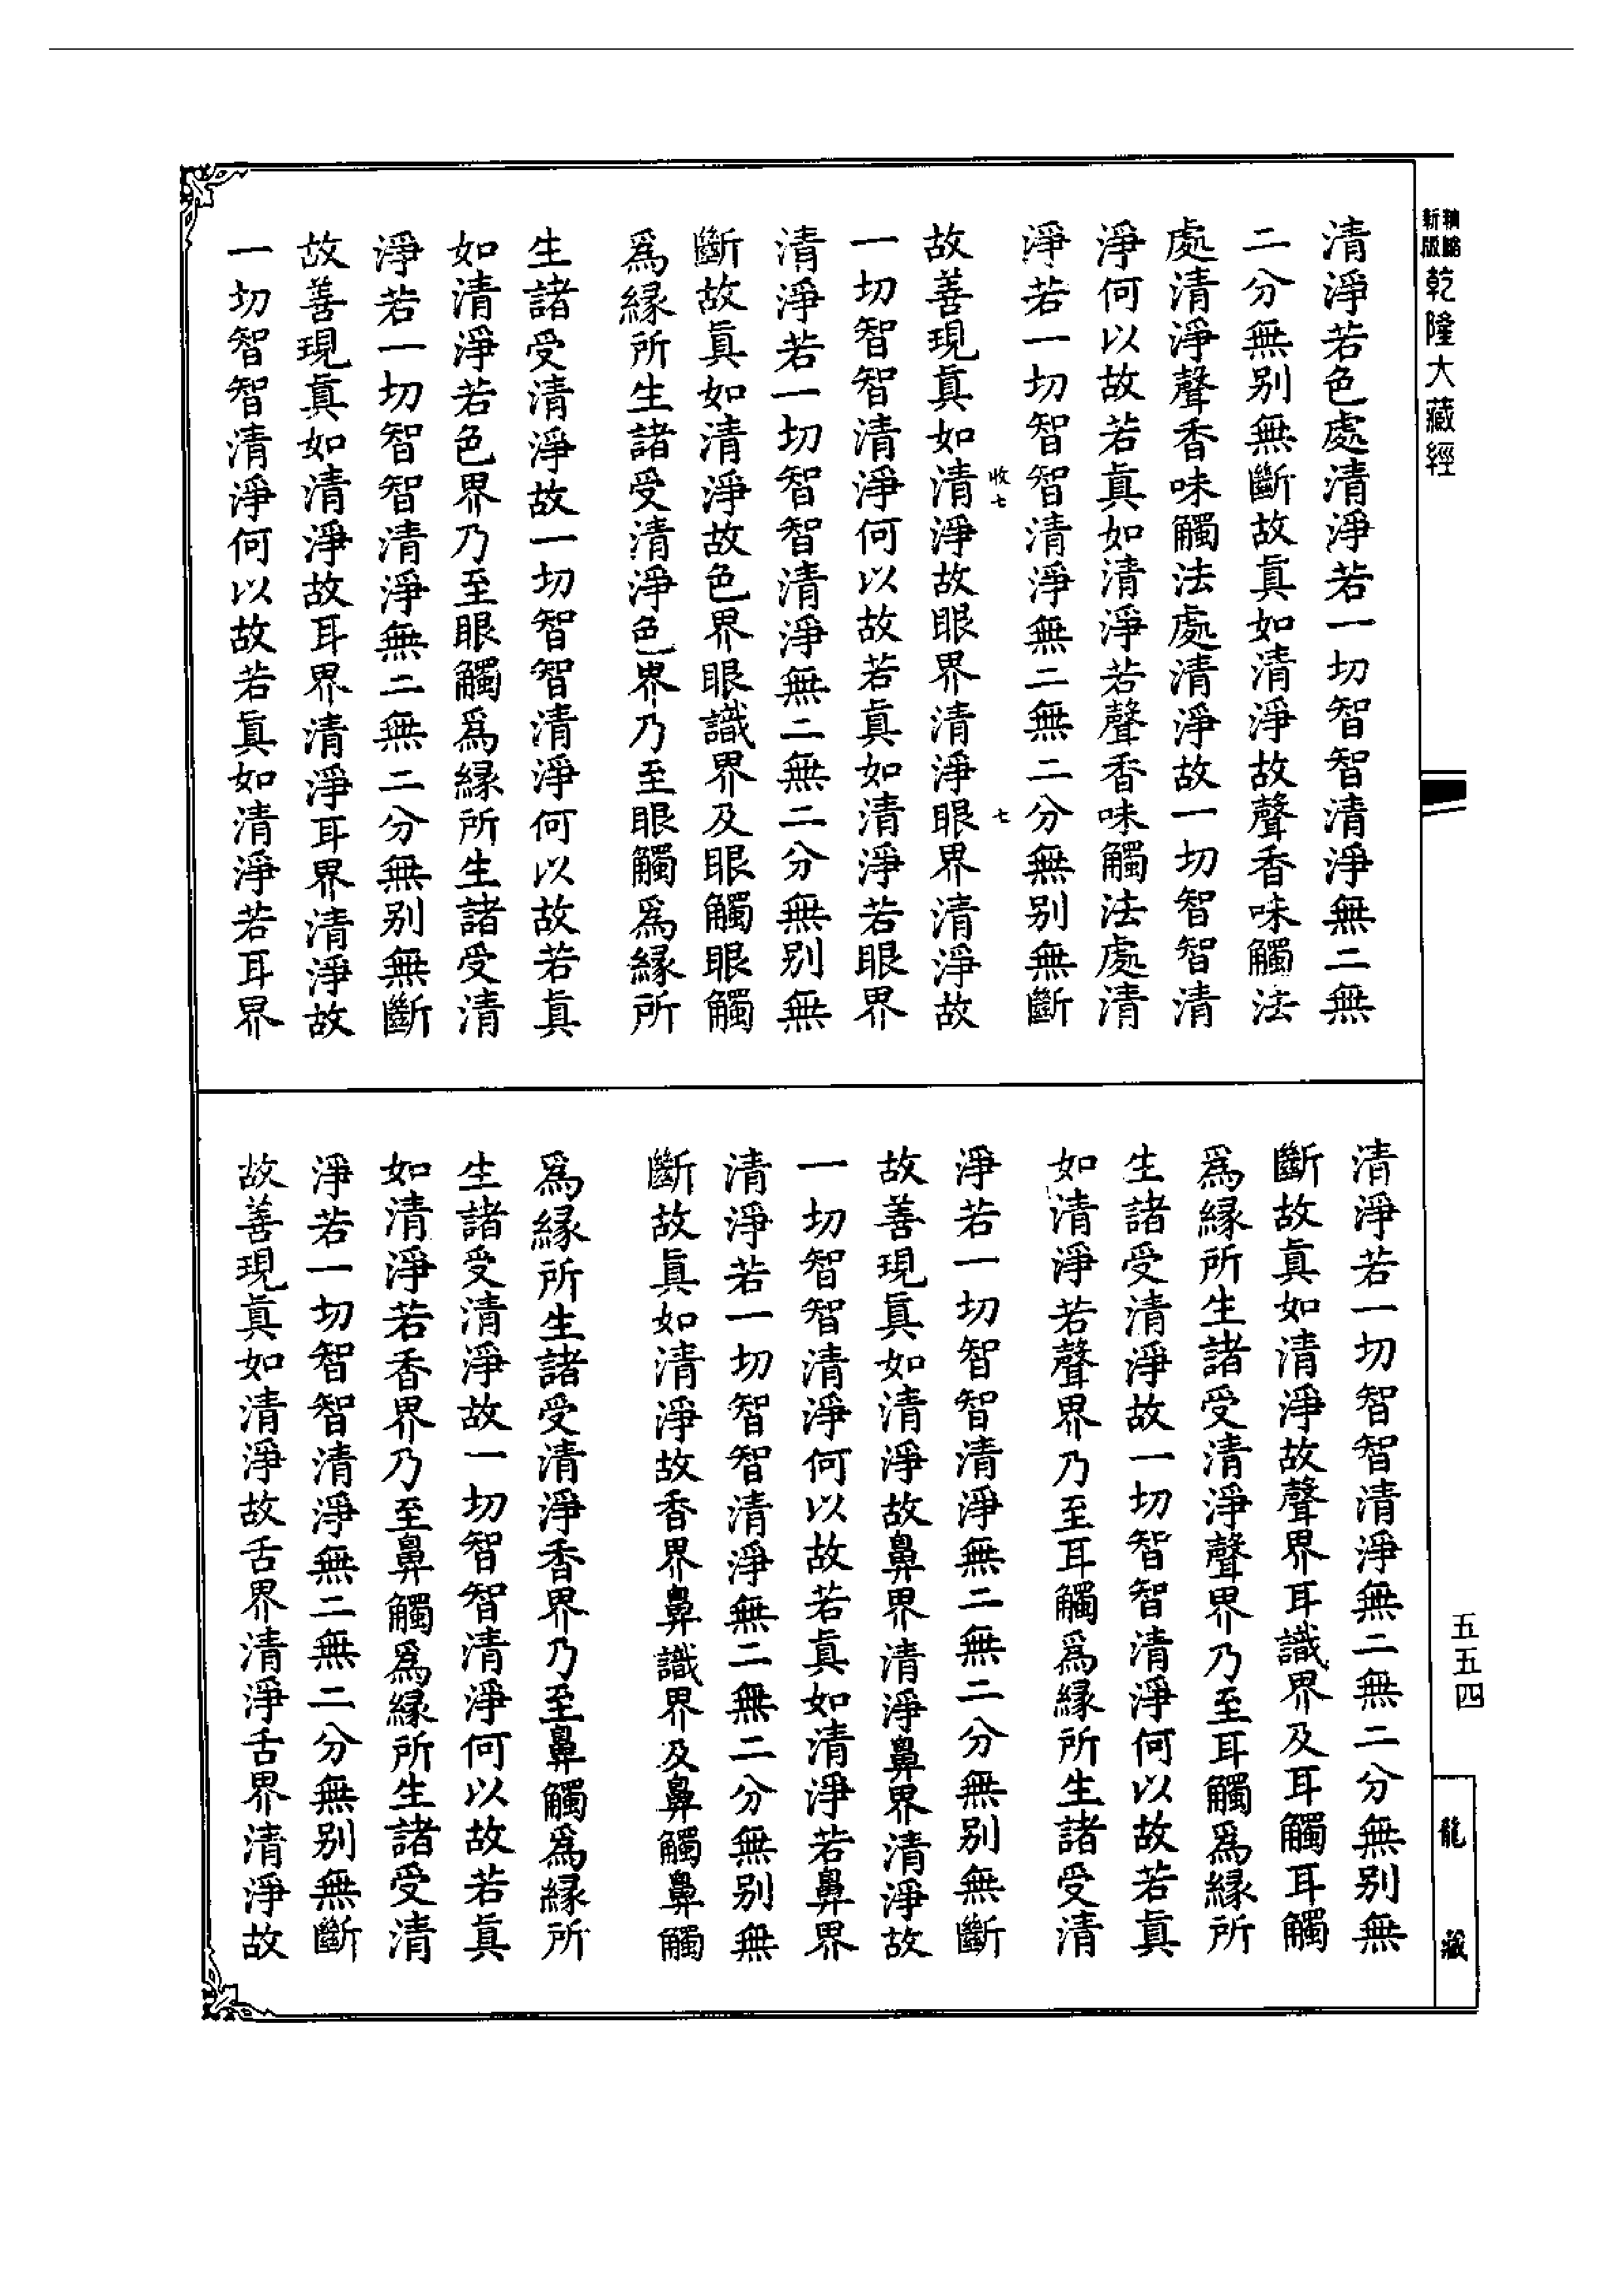 新版
乾隆大藏經
清淨若色處清淨若一切智智清淨無二無
二分無別無斷故眞如清淨故聲香味觸法
處清淨聲香味觸法處清淨故一切智智清
淨何以故若眞如清淨若聲香味觸法處清
淨若一切智智清淨無二無二分無別無斷
收七
七
故善現眞如清淨故眼界清淨眼界清淨故
一切智智清淨何以故若眞如清淨若眼界
清淨若一切智智清淨無二無二分無別無
斷故眞如清淨故色界眼識界及眼觸眼觸
爲緣所生諸受清淨色界乃至眼觸爲緣所
生諸受清淨故一切智智清淨何以故若眞
如清淨若色界乃至眼觸爲緣所生諸受清
淨若一切智智清淨無二無二分無別無斷
故善現眞如清淨故耳界清淨耳界清淨故
一切智智清淨何以故若眞如清淨若耳界
清淨若一切智智清淨無二無二分無別無
斷故眞如清淨故聲界耳識界及耳觸耳觸
爲緣所生諸受清淨聲界乃至耳觸爲緣所
生諸受清淨故一切智智清淨何以故若眞
如清淨若聲界乃至耳觸爲緣所生諸受清
淨若一切智智清淨無二無二分無別無斷
故善現眞如清淨故鼻界清淨鼻界清淨故
一切智智清淨何以故若眞如清淨若鼻界
清淨若一切智智清淨無二無二分無別無
斷故眞如清淨故香界鼻識界及鼻觸鼻觸
爲緣所生諸受清淨香界乃至鼻觸爲緣所
生諸受清淨故一切智智清淨何以故若眞
如清淨若香界乃至鼻觸爲緣所生諸受清
淨若一切智智清淨無二無二分無別無斷
故善現眞如清淨故舌界清淨舌界清淨故
五五四
龍藏